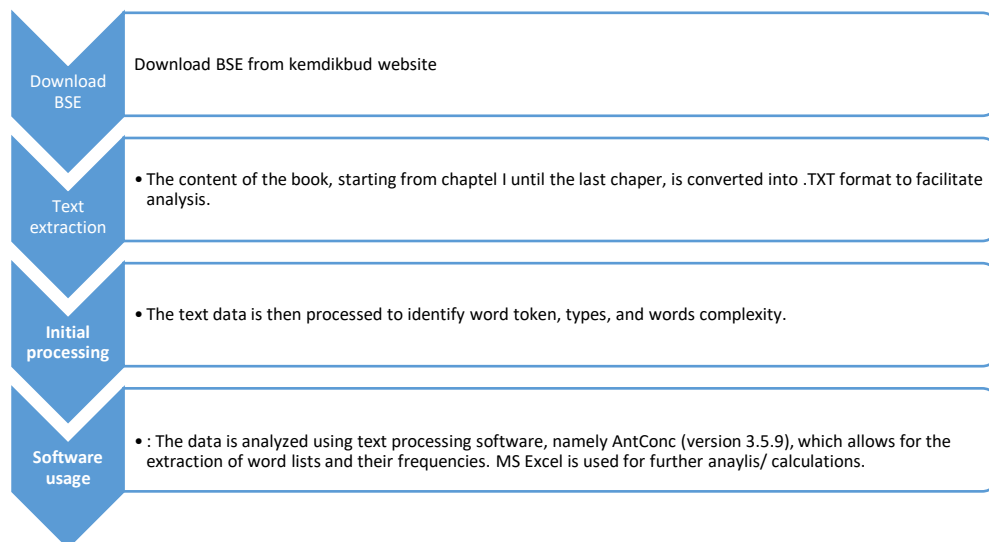 Download
BSE
Download BSE from kemdikbud website
Text
extraction
• The content of the book, starting from chaptel I until the last chaper, is converted into .TXT format to facilitate
analysis.
Initial
processing
• The text data is then processed to identify word token, types, and words complexity.
Software
usage
• : The data is analyzed using text processing software, namely AntConc (version 3.5.9), which allows for the
extraction of word lists and their frequencies. MS Excel is used for further anaylis/ calculations.